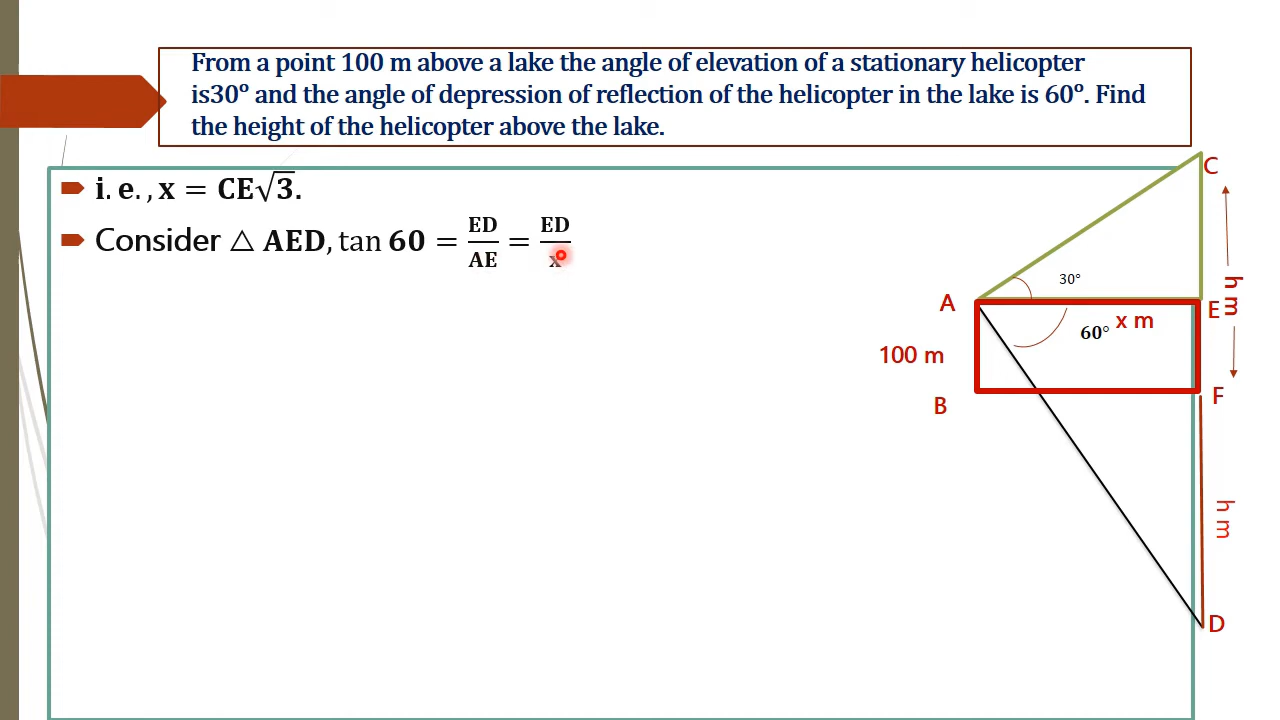 From a point 100 m above a lake the angle of elevation of a stationary helicopter
is30° and the angle of depression of reflection of the helicopter in the lake is 60°. Find
the height of the helicopter above the lake.
i.e., x = CE√3.
Consider △ AED, tan 60 = ED/AE = ED/x
C
30°
h m
A
E
60°
x m
100 m
B
F
h m
D